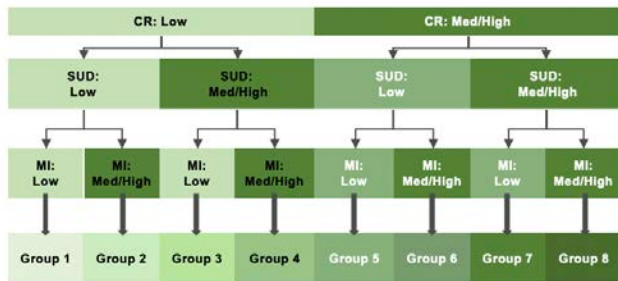 CR: Low
CR: Med/High
SUD:
Low
SUD:
Med/High
SUD:
Low
SUD:
Med/High
MI:
Low
MI:
Med/High
MI:
Low
MI:
Med/High
MI:
Low
MI:
Med/High
MI:
Low
MI:
Med/High
Group 1
Group 2
Group 3
Group 4
Group 5
Group 6
Group 7
Group 8